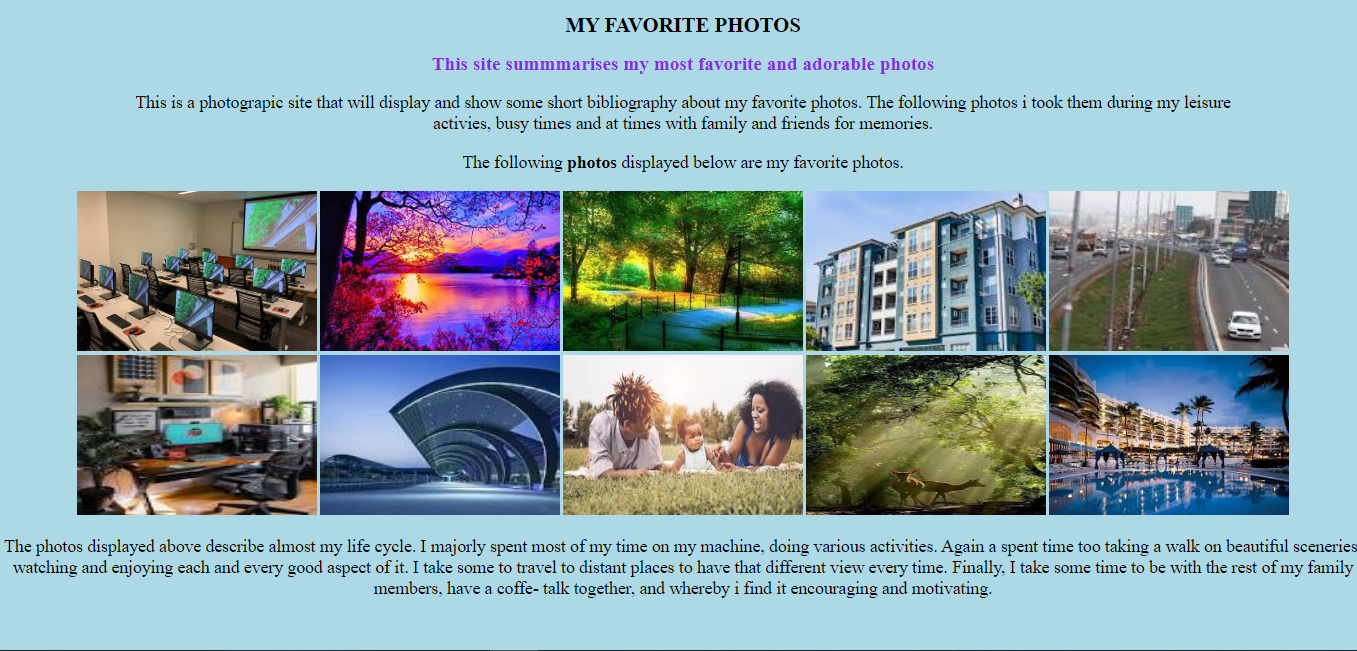 MY FAVORITE PHOTOS
This site summmarises my most favorite and adorable photos
This is a photograpic site that will display and show some short bibliography about my favorite photos. The following photos i took them during my leisure
activies, busy times and at times with family and friends for memories.
The following photos displayed below are my favorite photos.
The photos displayed above describe almost my life cycle. I majorly spent most of my time on my machine, doing various activities. Again a spent time too taking a walk on beautiful sceneries
watching and enjoying each and every good aspect of it. I take some to travel to distant places to have that different view every time. Finally, I take some time to be with the rest of my family
members, have a coffe- talk together, and whereby i find it encouraging and motivating.